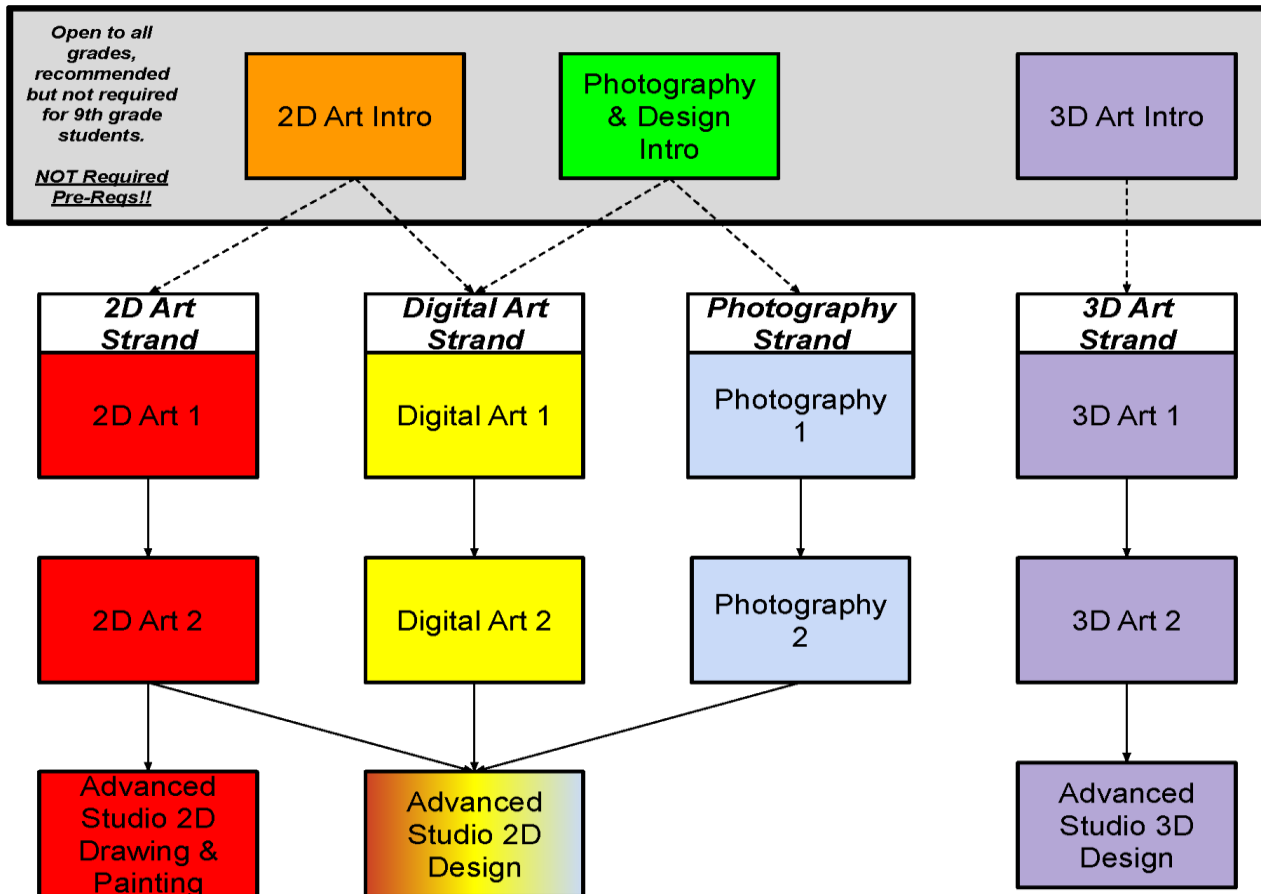 Open to all
grades,
recommended
but not required
for 9th grade
students.
NOT Required
Pre-Reqs!!
2D Art Intro
Photography
& Design
Intro
3D Art Intro
2D Art
Strand
Digital Art
Strand
Photography
Strand
3D Art
Strand
2D Art 1
Digital Art 1
Photography
1
3D Art 1
2D Art 2
Digital Art 2
Photography
2
3D Art 2
Advanced
Studio 2D
Drawing &
Painting
Advanced
Studio 2D
Design
Advanced
Studio 3D
Design